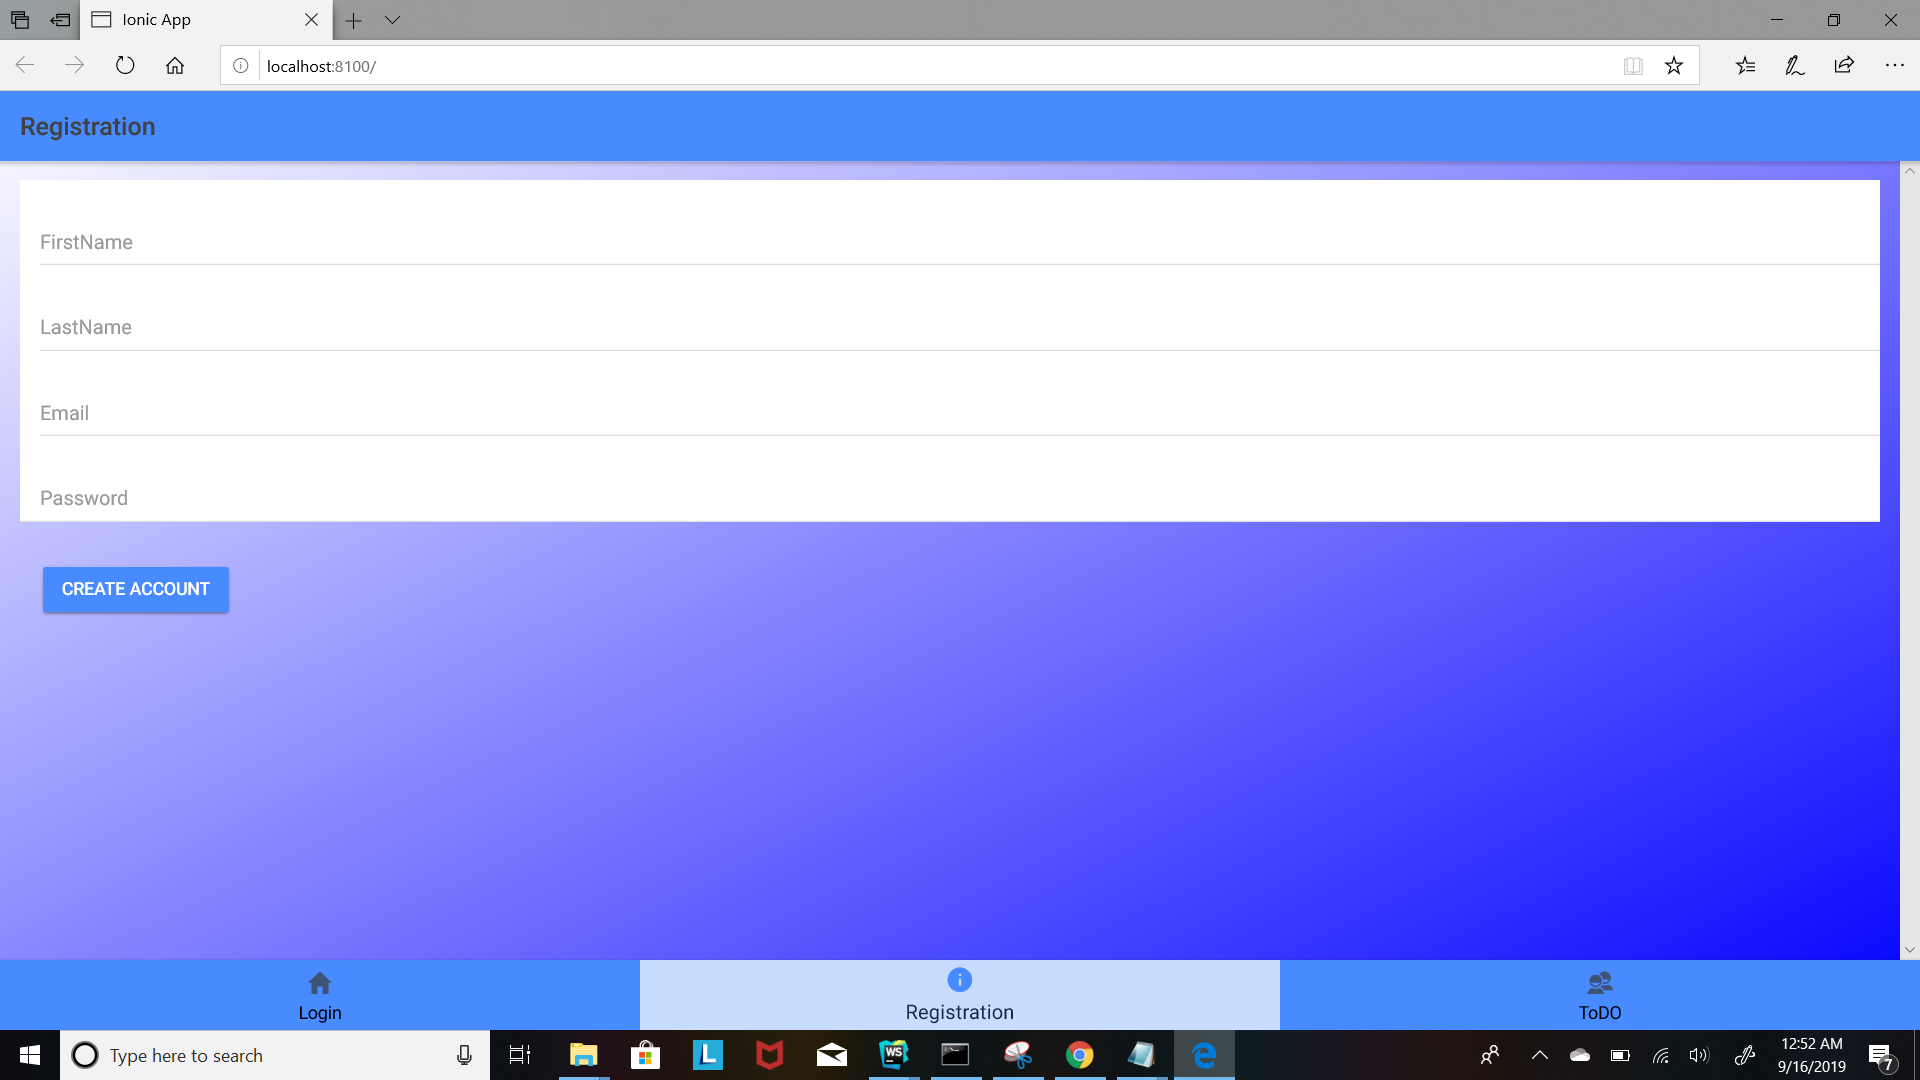 Ionic App
localhost:8100/
Registration
FirstName
LastName
Email
Password
CREATE ACCOUNT
Login
Registration
ToDO
Type here to search
L
WS
12:52 AM
9/16/2019
7